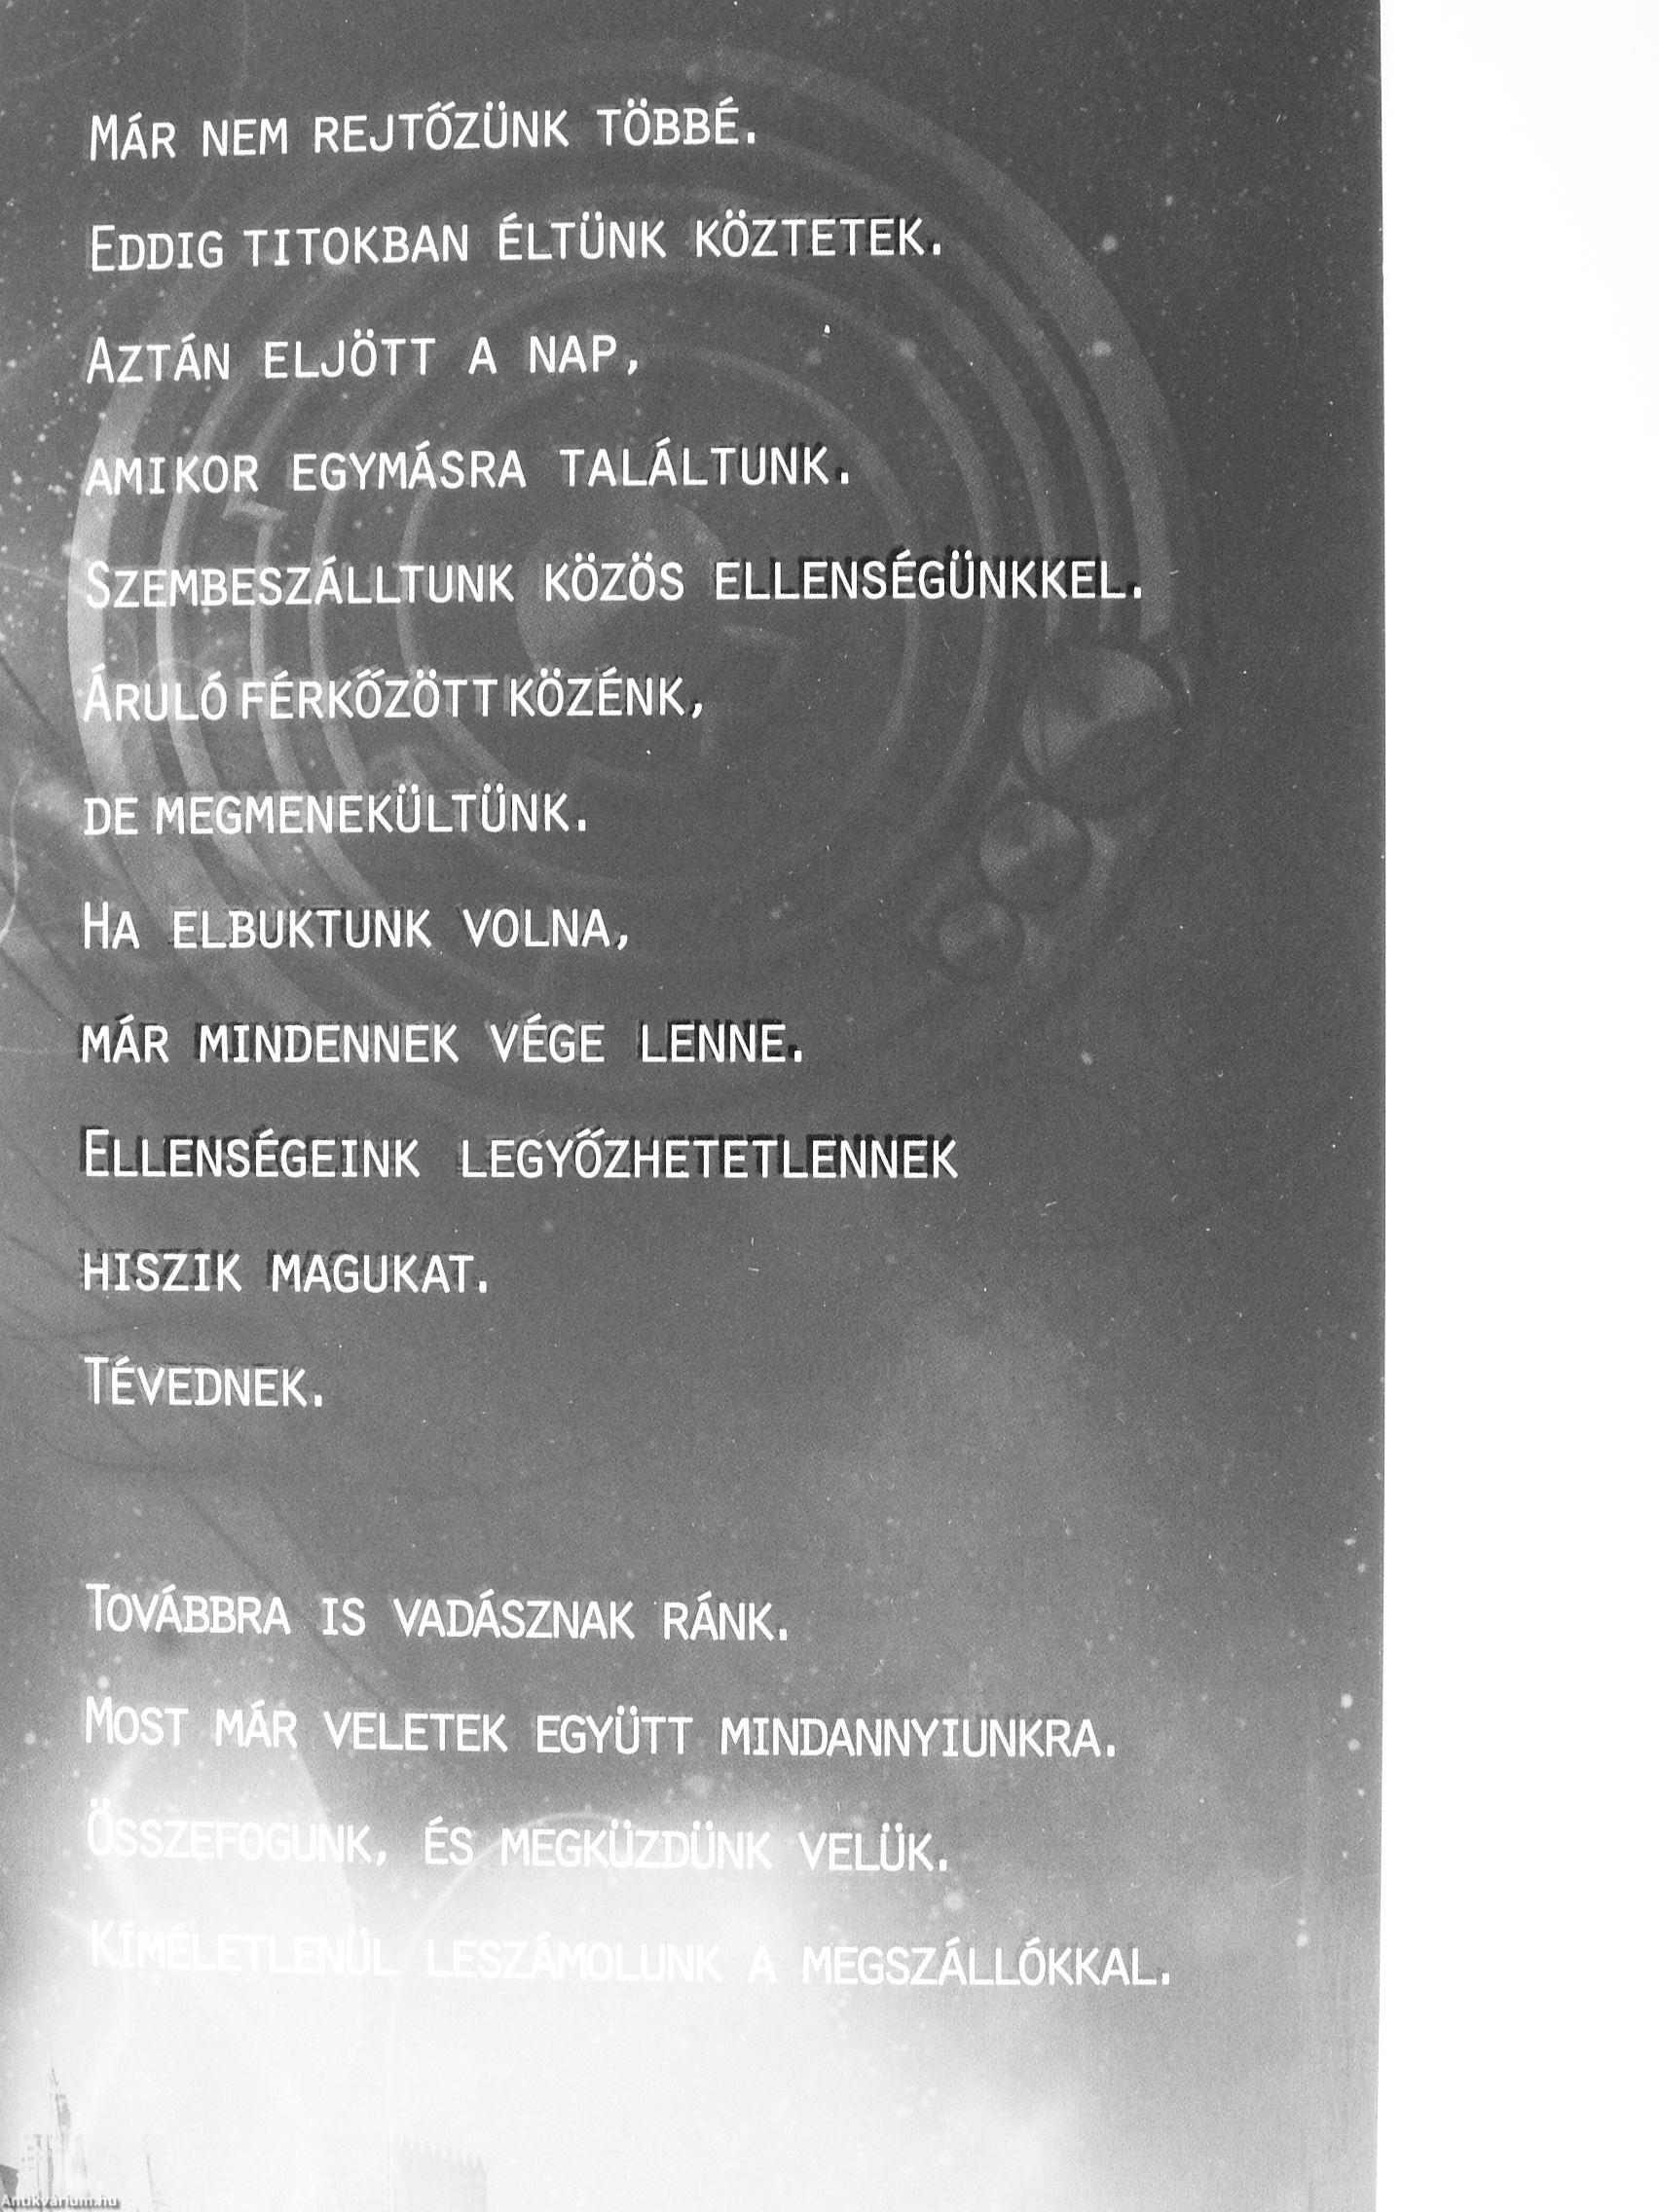 MÁR NEM REJTŐZÜNK TÖBBÉ.
EDDIG TITOKBAN ÉLTÜNK KÖZTETEK.
AZTÁN ELJÖTT A NAP,
AMIKOR EGYMÁSRA TALÁLTUNK.
SZEMBESZÁLLTUNK KÖZÖS ELLENSÉGÜNKKEL.
ÁRULÓ FÉRKŐZÖTT KÖZÉNK,
DE MEGMENEKÜLTÜNK.
HA ELBUKTUNK VOLNA,
MÁR MINDENNEK VÉGE LENNE.
ELLENSÉGEINK LEGYŐZHETETLENNEK
HISZIK MAGUKAT.
TÉVEDNEK.
TOVÁBBRA IS VADÁSZNAK RÁNK.
MOST MÁR VELETEK EGYÜTT MINDANNYIUNKRA.
ÖSSZEFOGUNK, ÉS MEGKÜZDÜNK VELÜK.
KÍMÉLETLENÜL LESZÁMOLUNK A MEGSZÁLLÓKKAL.
Antikvárium.hu